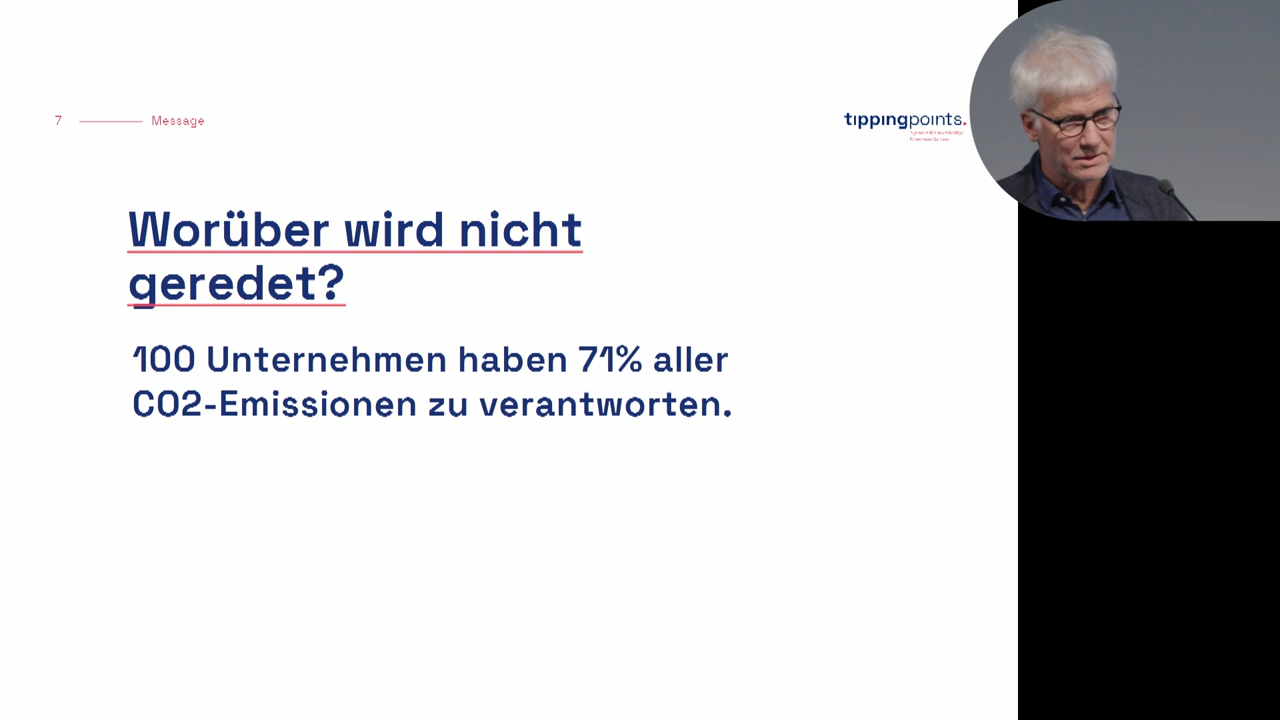 7 Message
tippingpoints.
Worüber wird nicht
geredet?
100 Unternehmen haben 71% aller
CO2-Emissionen zu verantworten.